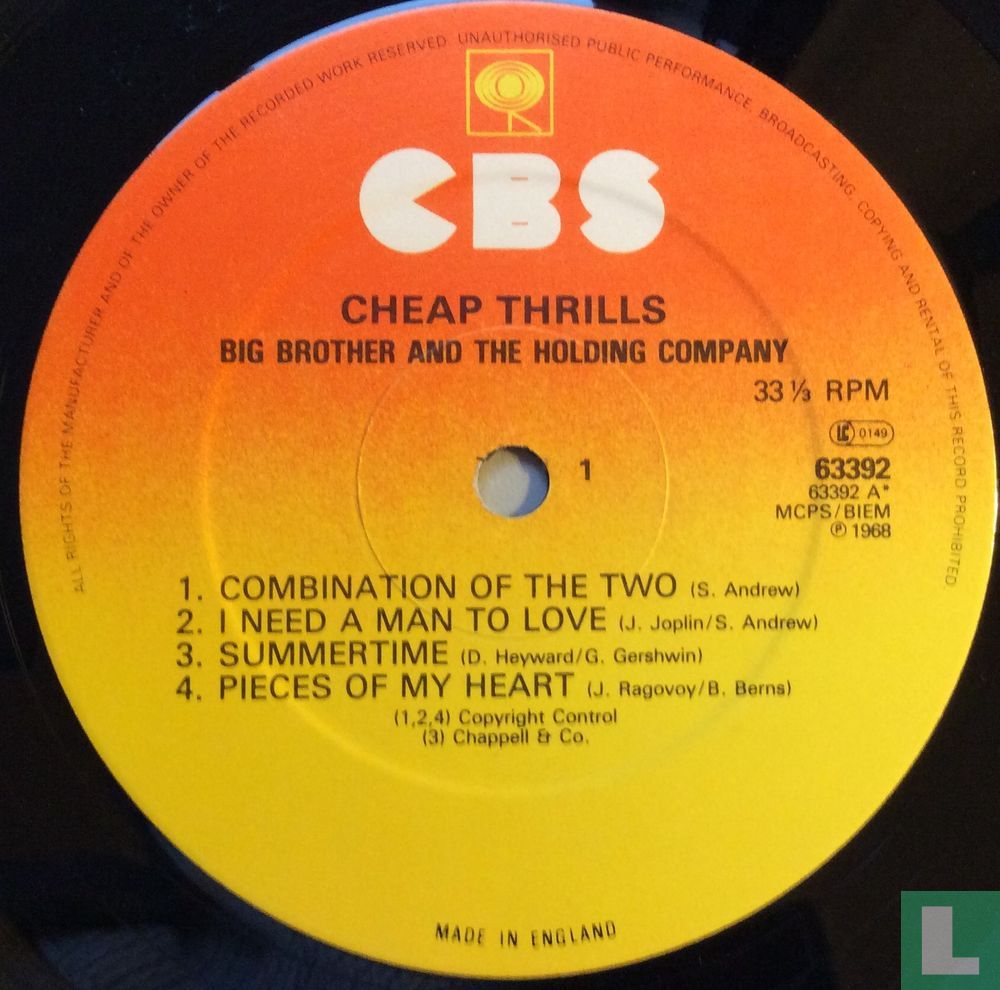 ALL RIGHTS OF THE MANUFACTURER AND OF THE OWNER OF THE RECORDED WORK RESERVED. UNAUTHORISED PUBLIC PERFORMANCE, BROADCASTING, COPYING AND RENTAL OF THIS RECORD PROHIBITED.
CBS
CHEAP THRILLS
BIG BROTHER AND THE HOLDING COMPANY
33 ⅓ RPM
LC 0149
1
63392
63392 A*
MCPS/BIEM
℗ 1968
1. COMBINATION OF THE TWO (S. Andrew)
2. I NEED A MAN TO LOVE (J. Joplin/S. Andrew)
3. SUMMERTIME (D. Heyward/G. Gershwin)
4. PIECES OF MY HEART (J. Ragovoy/B. Berns)
(1,2,4) Copyright Control
(3) Chappell & Co.
MADE IN ENGLAND
L